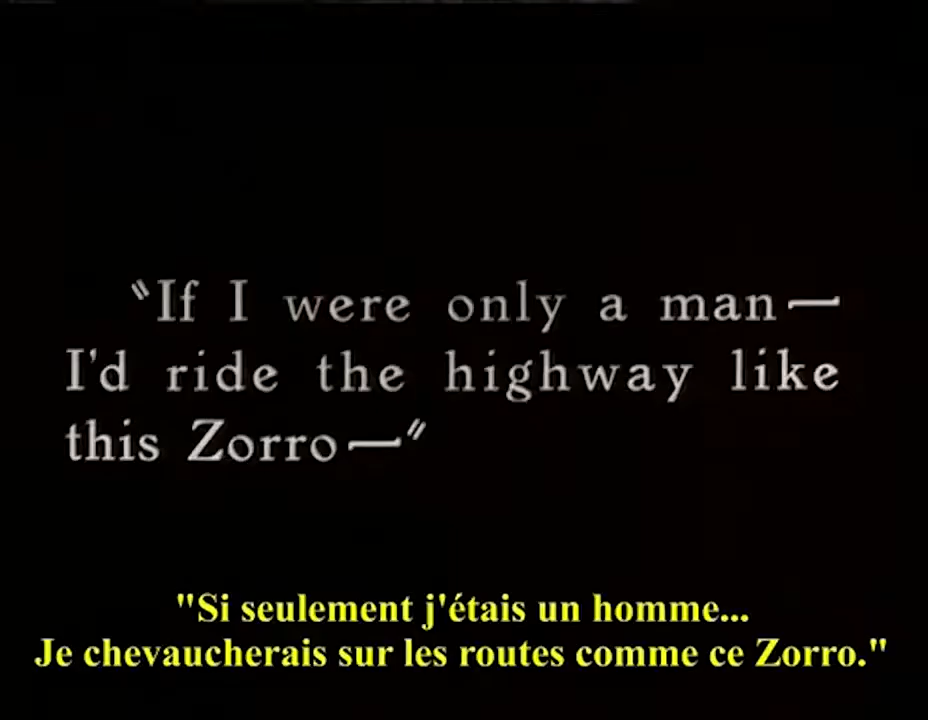 "If I were only a man—
I'd ride the highway like
this Zorro—"
"Si seulement j'étais un homme...
Je chevaucherais sur les routes comme ce Zorro."